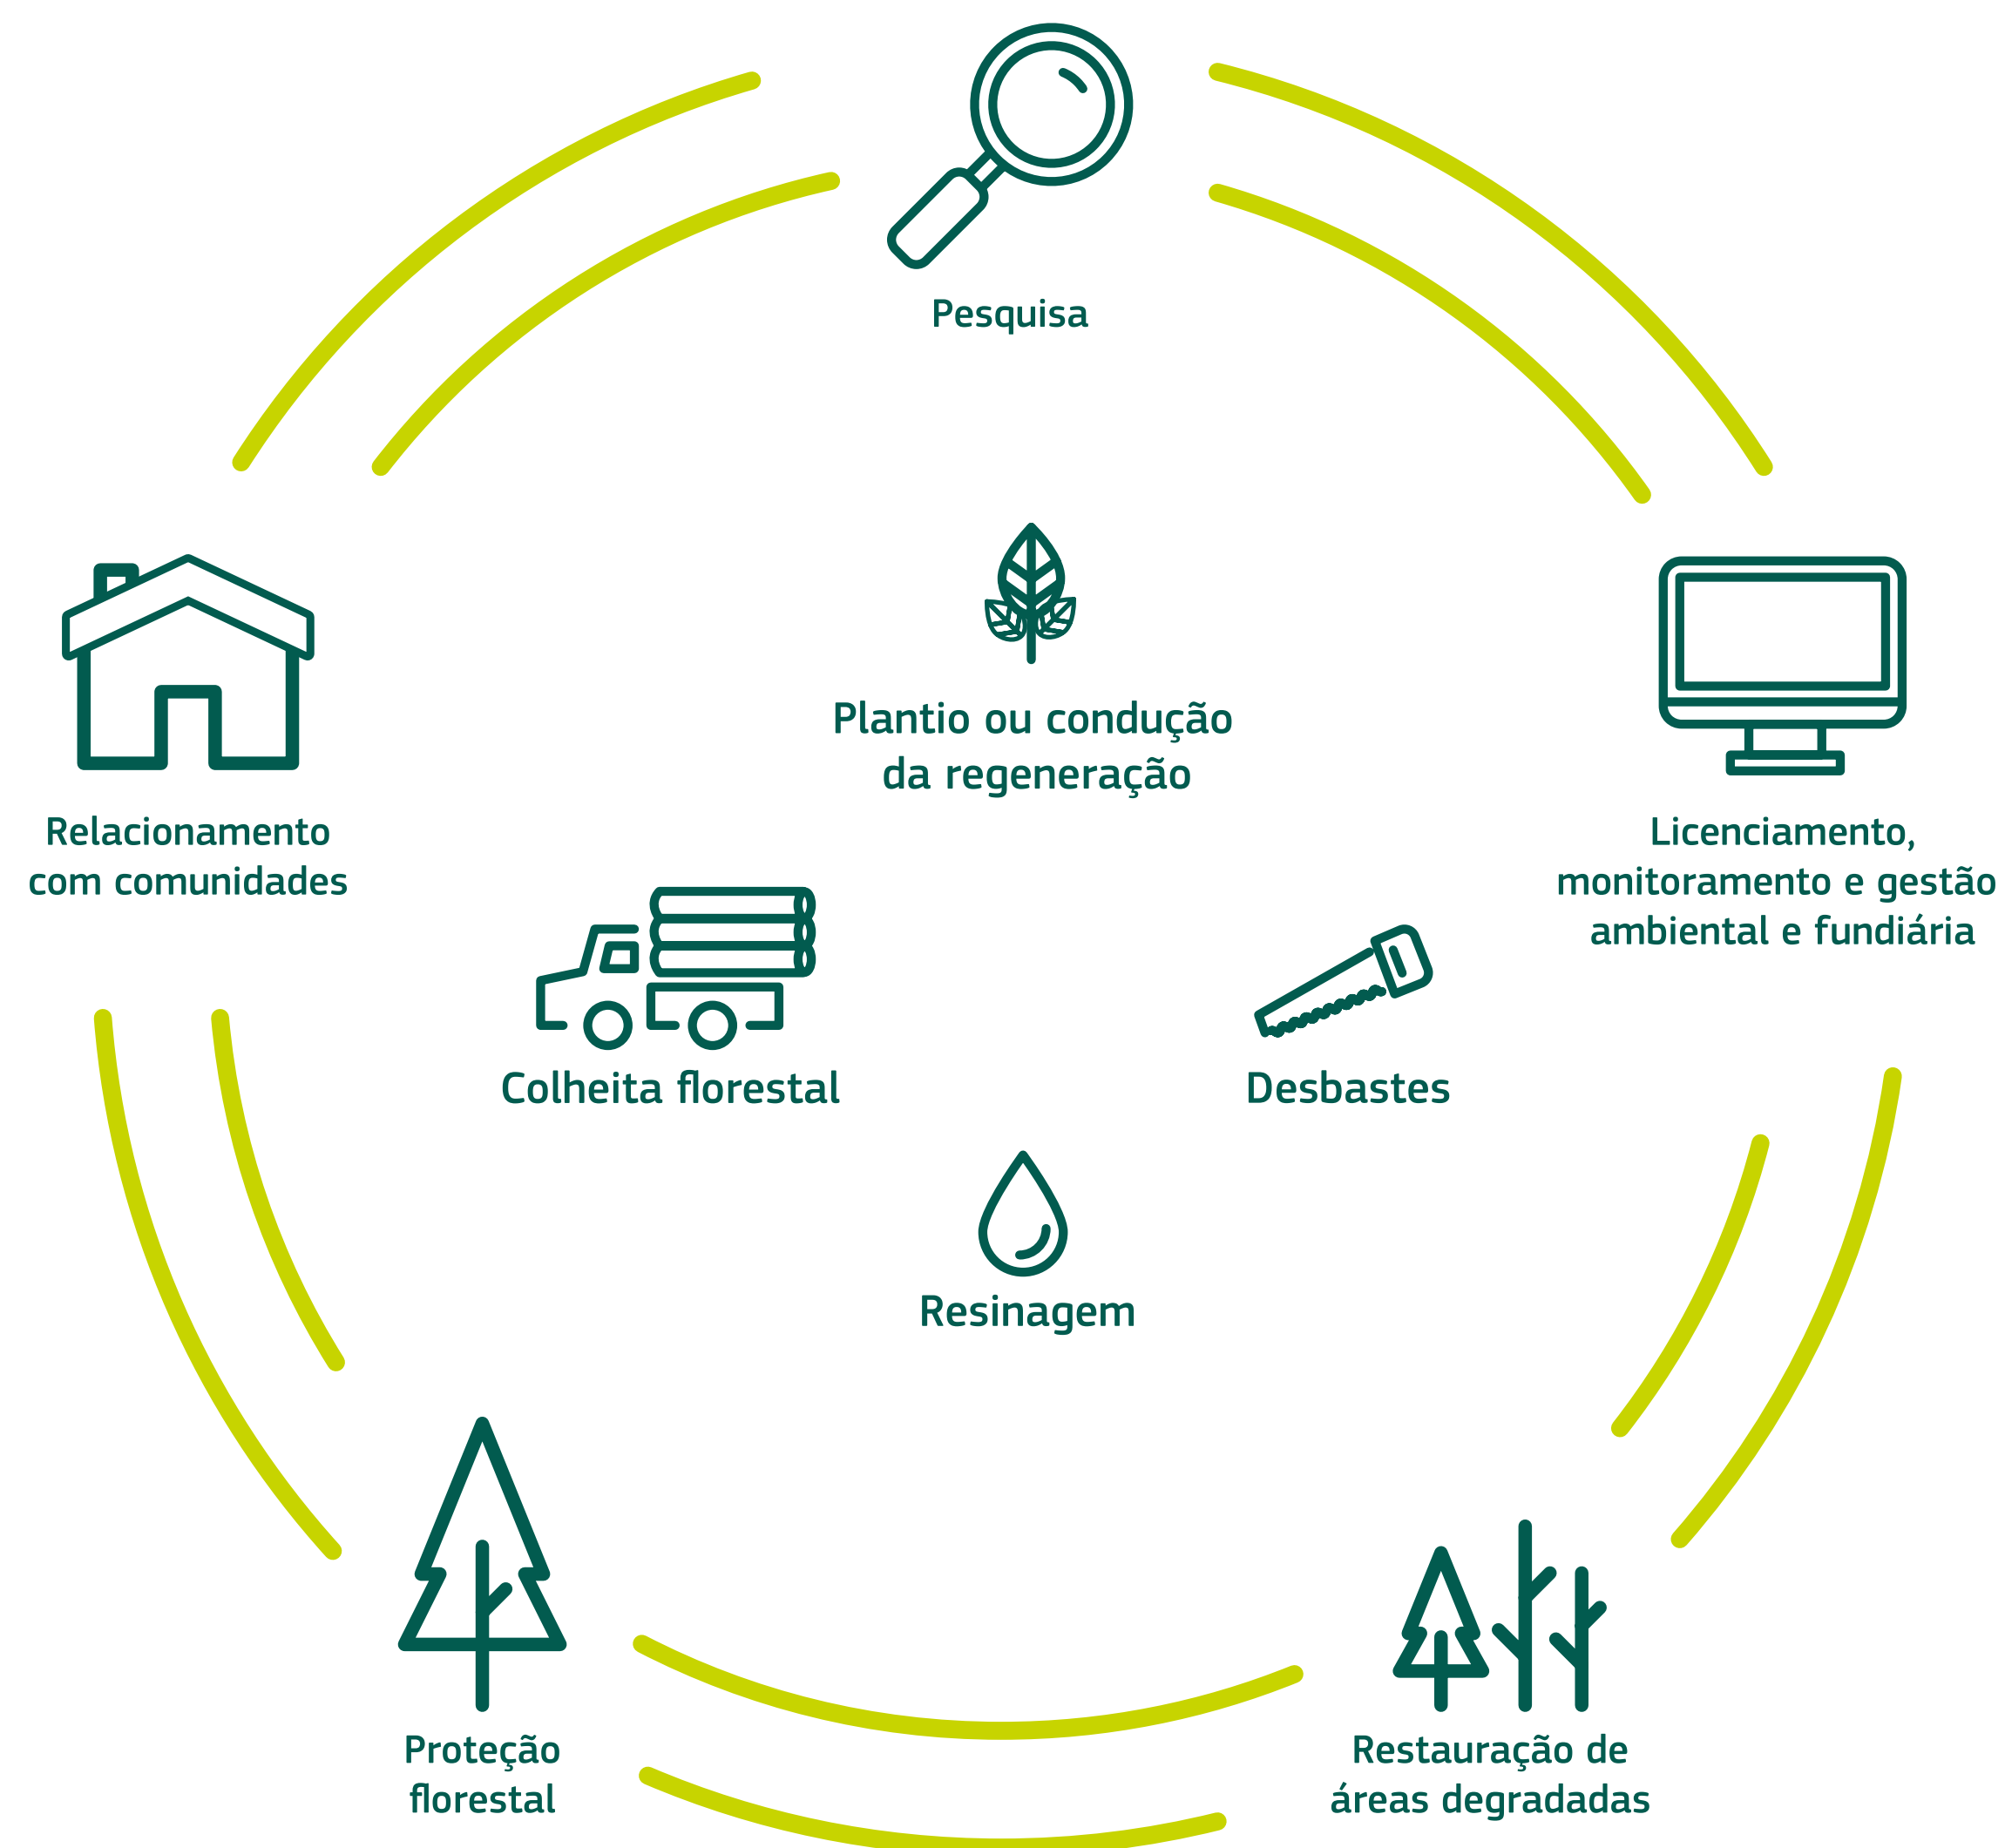 Pesquisa
Plantio ou condução
da regeneração
Relacionamento
com comunidades
Licenciamento,
monitoramento e gestão
ambiental e fundiária
Colheita florestal
Desbastes
Resinagem
Proteção
florestal
Restauração de
áreas degradadas